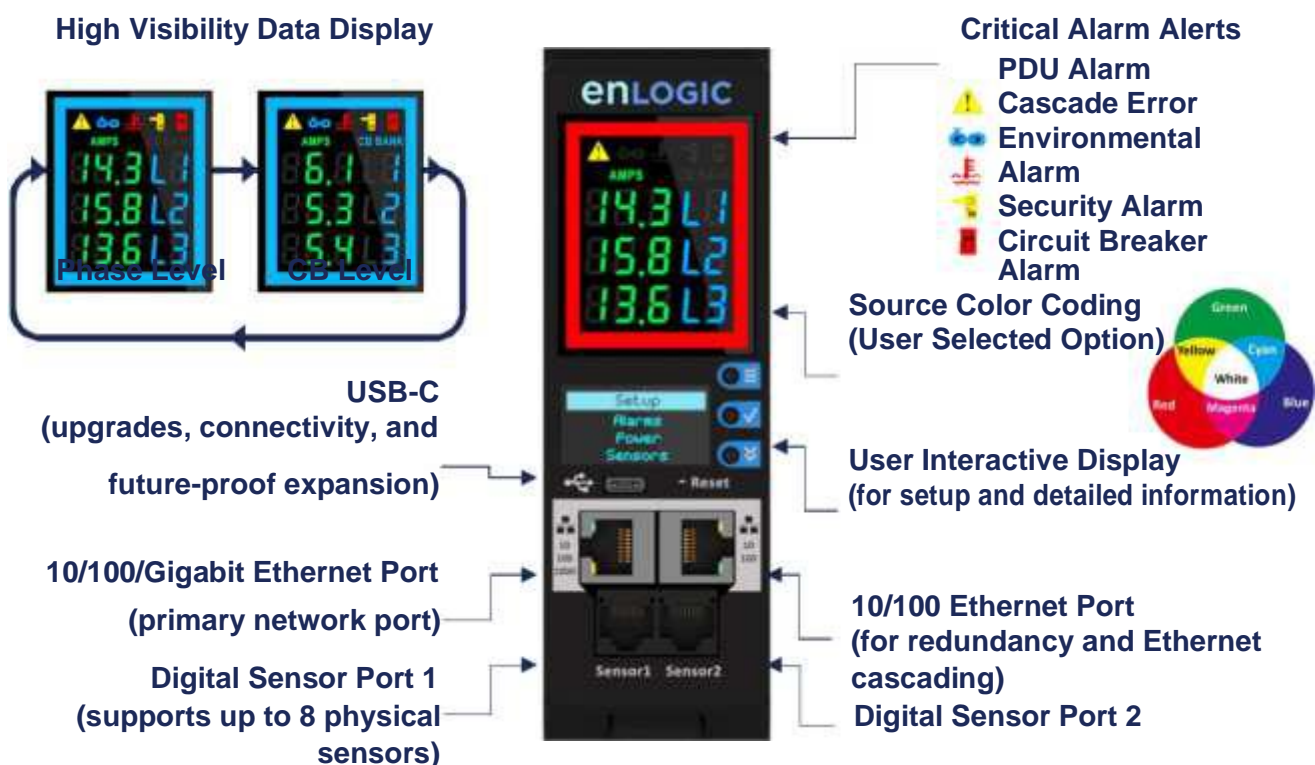 High Visibility Data Display
AMPS
14.3 L1
15.8 L2
13.6 L3
Phase Level
AMPS CB BANK
6.1 1
5.3 2
5.4 3
CB Level
USB-C
(upgrades, connectivity, and
future-proof expansion)
10/100/Gigabit Ethernet Port
(primary network port)
Digital Sensor Port 1
(supports up to 8 physical
sensors)
enLOGIC
AMPS
14.3 L1
15.8 L2
13.6 L3
Setup
Alarms
Power
Sensors
Reset
10
100
10
100
Sensor1 Sensor2
Critical Alarm Alerts
PDU Alarm
Cascade Error
Environmental
Alarm
Security Alarm
Circuit Breaker
Alarm
Source Color Coding
(User Selected Option)
Green
Yellow Cyan
White
Red Magenta Blue
User Interactive Display
(for setup and detailed information)
10/100 Ethernet Port
(for redundancy and Ethernet
cascading)
Digital Sensor Port 2